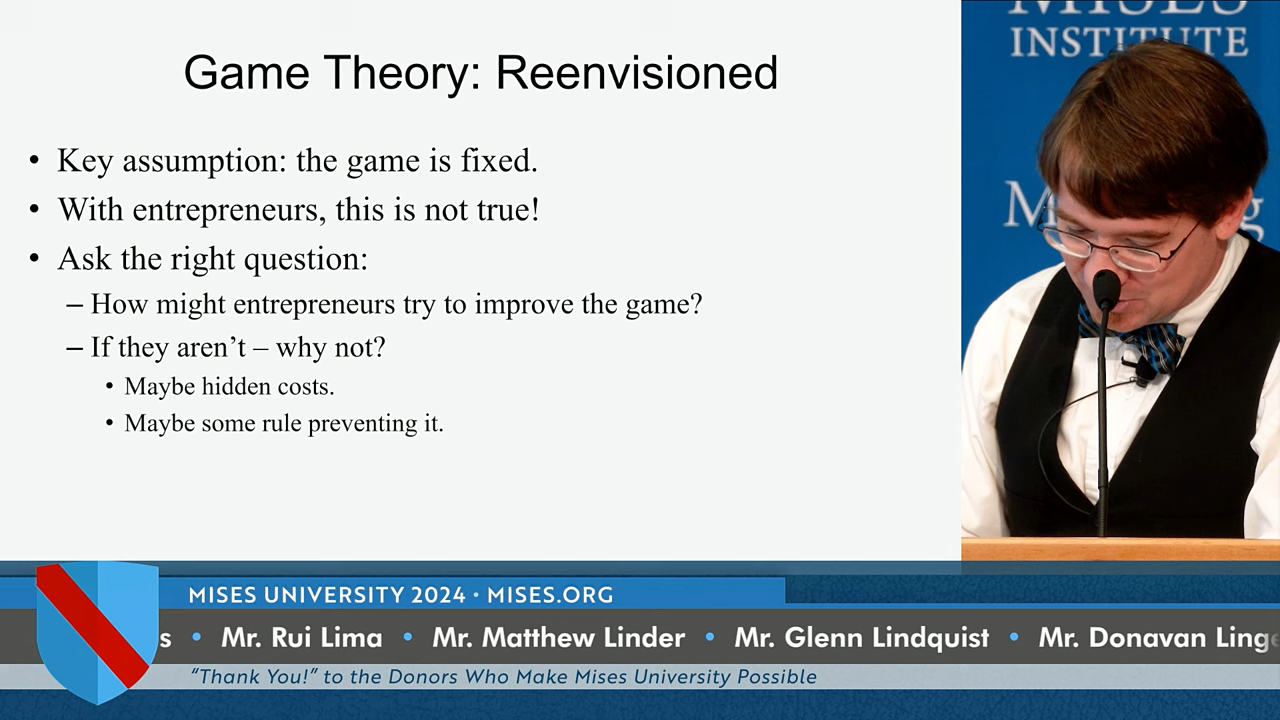 Game Theory: Reenvisioned
• Key assumption: the game is fixed.
• With entrepreneurs, this is not true!
• Ask the right question:
– How might entrepreneurs try to improve the game?
– If they aren’t – why not?
• Maybe hidden costs.
• Maybe some rule preventing it.
MISES
INSTITUTE
MISES UNIVERSITY 2024 • MISES.ORG
s • Mr. Rui Lima • Mr. Matthew Linder • Mr. Glenn Lindquist • Mr. Donavan
“Thank You!” to the Donors Who Make Mises University Possible